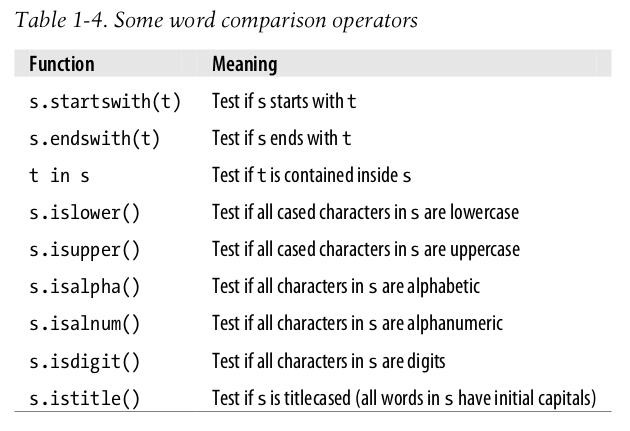 Table 1-4. Some word comparison operators
Function Meaning
s.startswith(t) Test if s starts with t
s.endswith(t) Test if s ends with t
t in s Test if t is contained inside s
s.islower() Test if all cased characters in s are lowercase
s.isupper() Test if all cased characters in s are uppercase
s.isalpha() Test if all characters in s are alphabetic
s.isalnum() Test if all characters in s are alphanumeric
s.isdigit() Test if all characters in s are digits
s.istitle() Test if s is titlecased (all words in s have initial capitals)